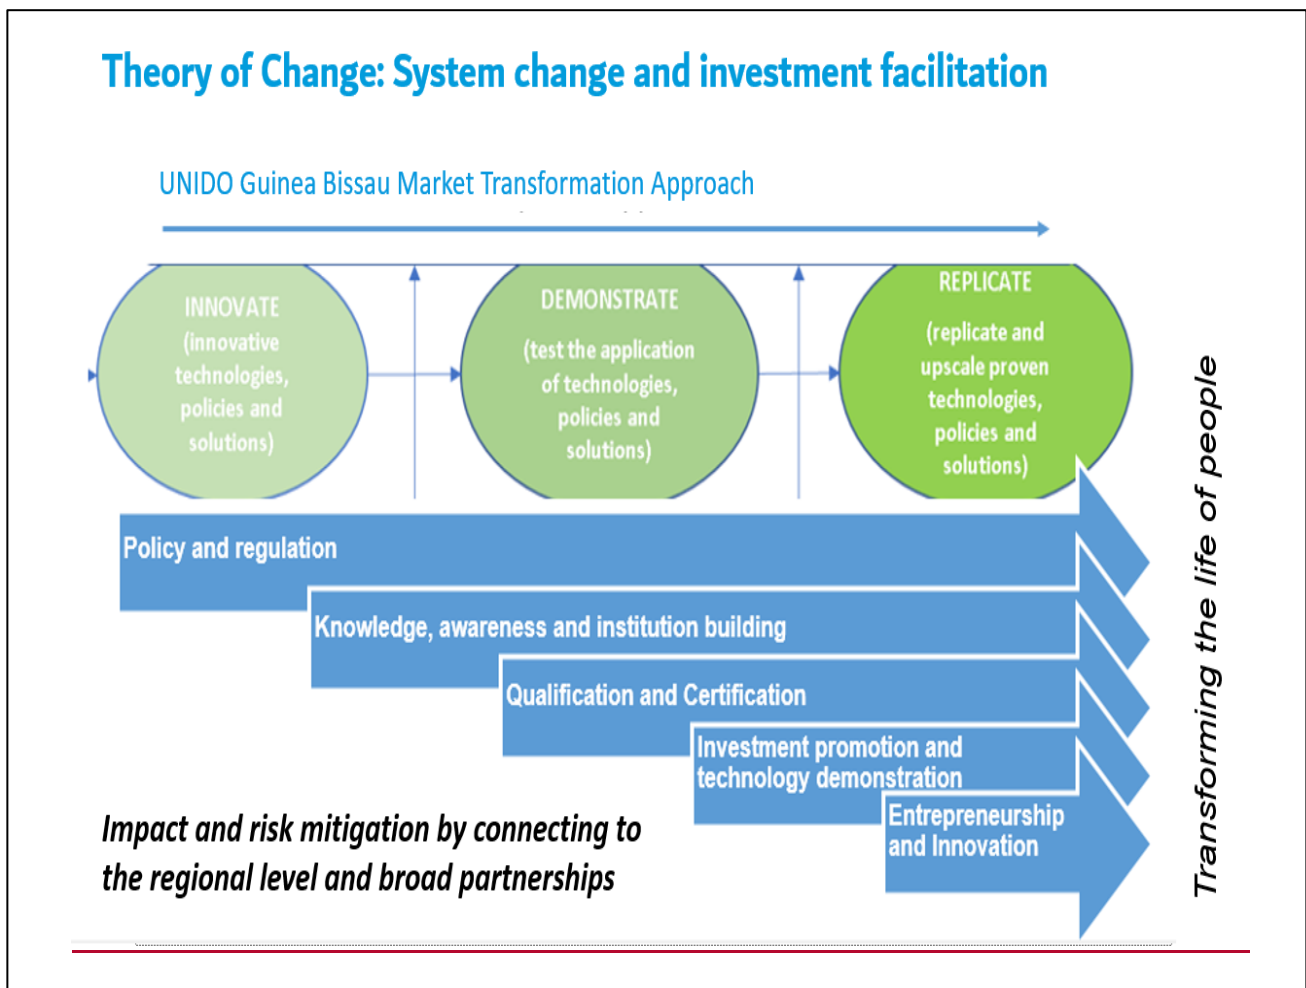 Theory of Change: System change and investment facilitation
UNIDO Guinea Bissau Market Transformation Approach
INNOVATE
(innovative
technologies,
policies and
solutions)
DEMONSTRATE
(test the application
of technologies,
policies and
solutions)
REPLICATE
(replicate and
upscale proven
technologies,
policies and
solutions)
Policy and regulation
Knowledge, awareness and institution building
Qualification and Certification
Investment promotion and
technology demonstration
Entrepreneurship
and Innovation
Impact and risk mitigation by connecting to
the regional level and broad partnerships
Transforming the life of people